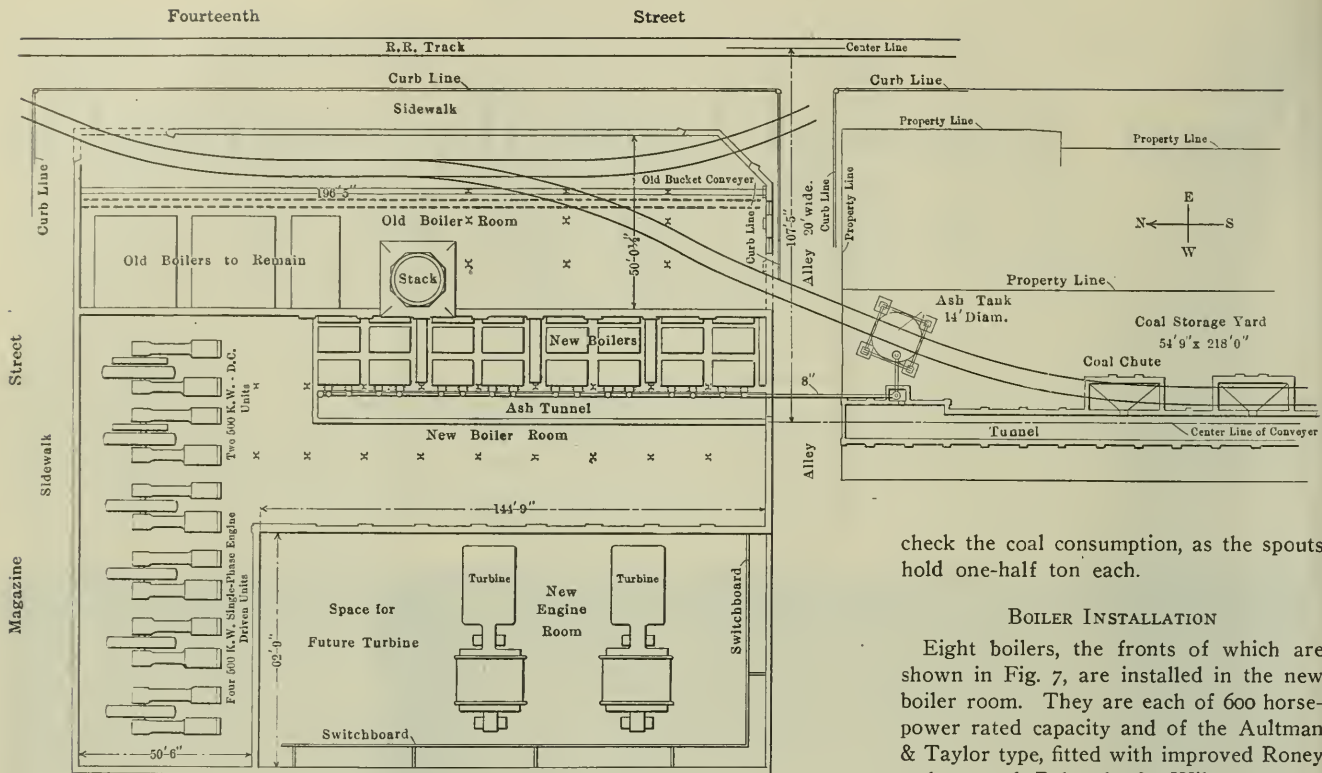 Fourteenth Street
R.R. Track
Center Line
Curb Line
Curb Line
Sidewalk
Property Line
Property Line
Curb Line
196'5"
Old Bucket Conveyer
Old Boiler Room
Old Boilers to Remain
Stack
50'0¼"
Curb Line
107'5"
Alley 20' wide.
Curb Line
Property Line
E
N S
W
Property Line
Ash Tank
14' Diam.
Coal Storage Yard
54'9" x 218'0"
Coal Chute
New Boilers
8"
Ash Tunnel
New Boiler Room
Tunnel
Center Line of Conveyer
Alley
Street
Sidewalk
Magazine
Two 500 K.W. - D.C.
Units
Four 500 K.W. Single-Phase Engine
Driven Units
144'9"
62'9"
Space for
Future Turbine
Turbine
New
Engine
Room
Turbine
Switchboard
Switchboard
50'6"
check the coal consumption, as the spouts
hold one-half ton each.
BOILER INSTALLATION
Eight boilers, the fronts of which are
shown in Fig. 7, are installed in the new
boiler room. They are each of 600 horse-
power rated capacity and of the Aultman
& Taylor type, fitted with improved Roney